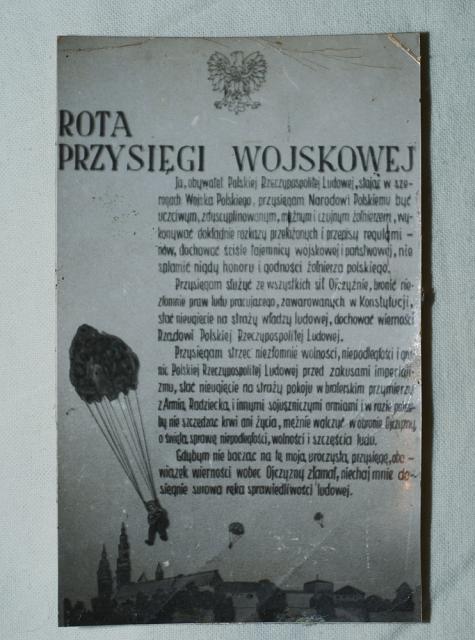 ROTA
PRZYSIĘGI WOJSKOWEJ
Ja, obywatel Polskiej Rzeczypospolitej Ludowej, stając w sze-
regach Wojska Polskiego, przysięgam Narodowi Polskiemu być
uczciwym, zdyscyplinowanym, mężnym i czujnym żołnierzem, wy-
konywać dokładnie rozkazy przełożonych i przepisy regulami-
nów, dochować ściśle tajemnicy wojskowej i państwowej, nie
splamić nigdy honoru i godności żołnierza polskiego.
Przysięgam służyć ze wszystkich sił Ojczyźnie, bronić nie-
złomnie praw ludu pracującego, zawarowanych w Konstytucji,
stać nieugięcie na straży władzy ludowej, dochować wierności
Rządowi Polskiej Rzeczypospolitej Ludowej.
Przysięgam strzec niezłomnie wolności, niepodległości i gra-
nic Polskiej Rzeczypospolitej Ludowej przed zakusami imperial-
izmu, stać nieugięcie na straży pokoju w braterskim przymierzu
z Armią Radziecką i innymi sojuszniczymi armiami i w razie potrze-
by nie szczędząc krwi ani życia, mężnie walczyć w obronie Ojczyzny,
o świętą sprawę niepodległości, wolności i szczęścia ludu.
Gdybym nie bacząc na tę moją uroczystą przysięgę, obo-
wiązek wierności wobec Ojczyzny złamał, niechaj mnie do-
sięgnie surowa ręka sprawiedliwości ludowej.